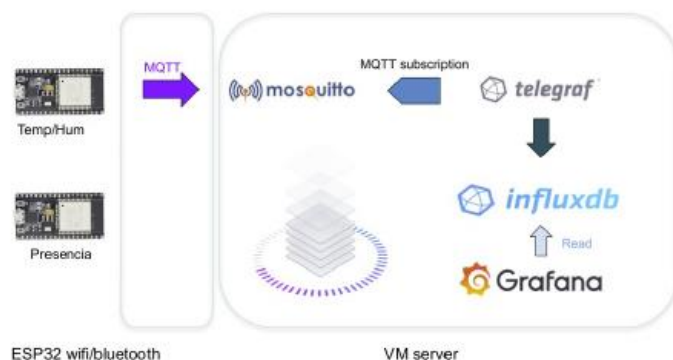 MQTT
MQTT subscription
mosquitto
telegraf
Temp/Hum
influxdb
Presencia
Read
Grafana
ESP32 wifi/bluetooth
VM server